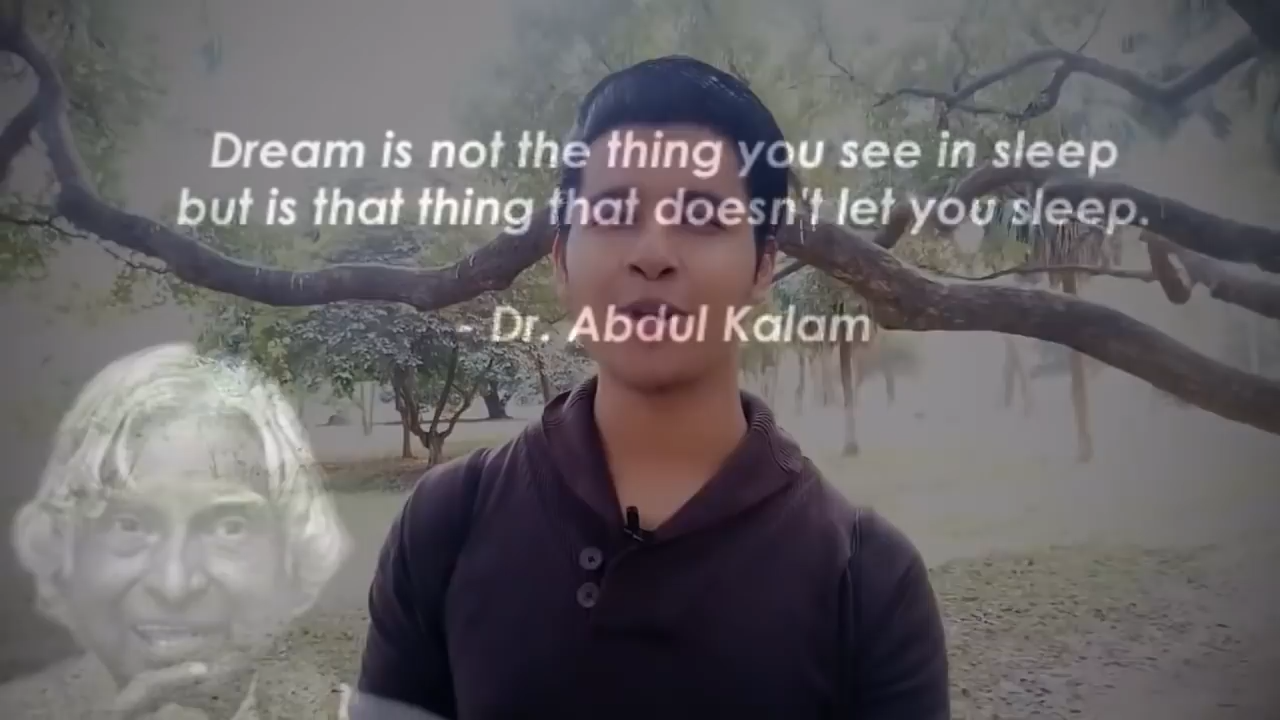 Dream is not the thing you see in sleep
but is that thing that doesn't let you sleep.
- Dr. Abdul Kalam